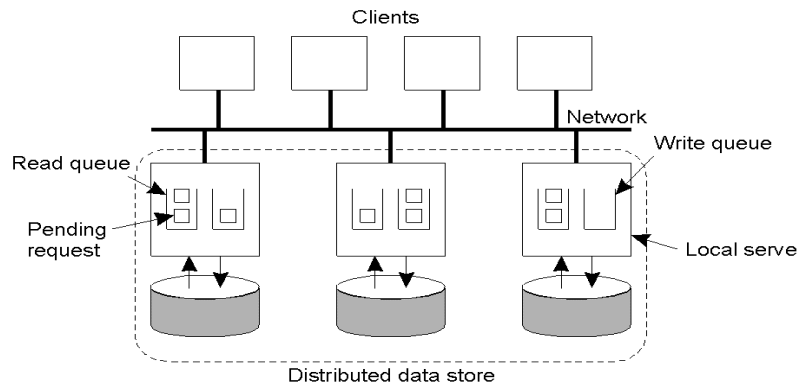 Clients
Network
Read queue
Write queue
Pending
request
Local serve
Distributed data store